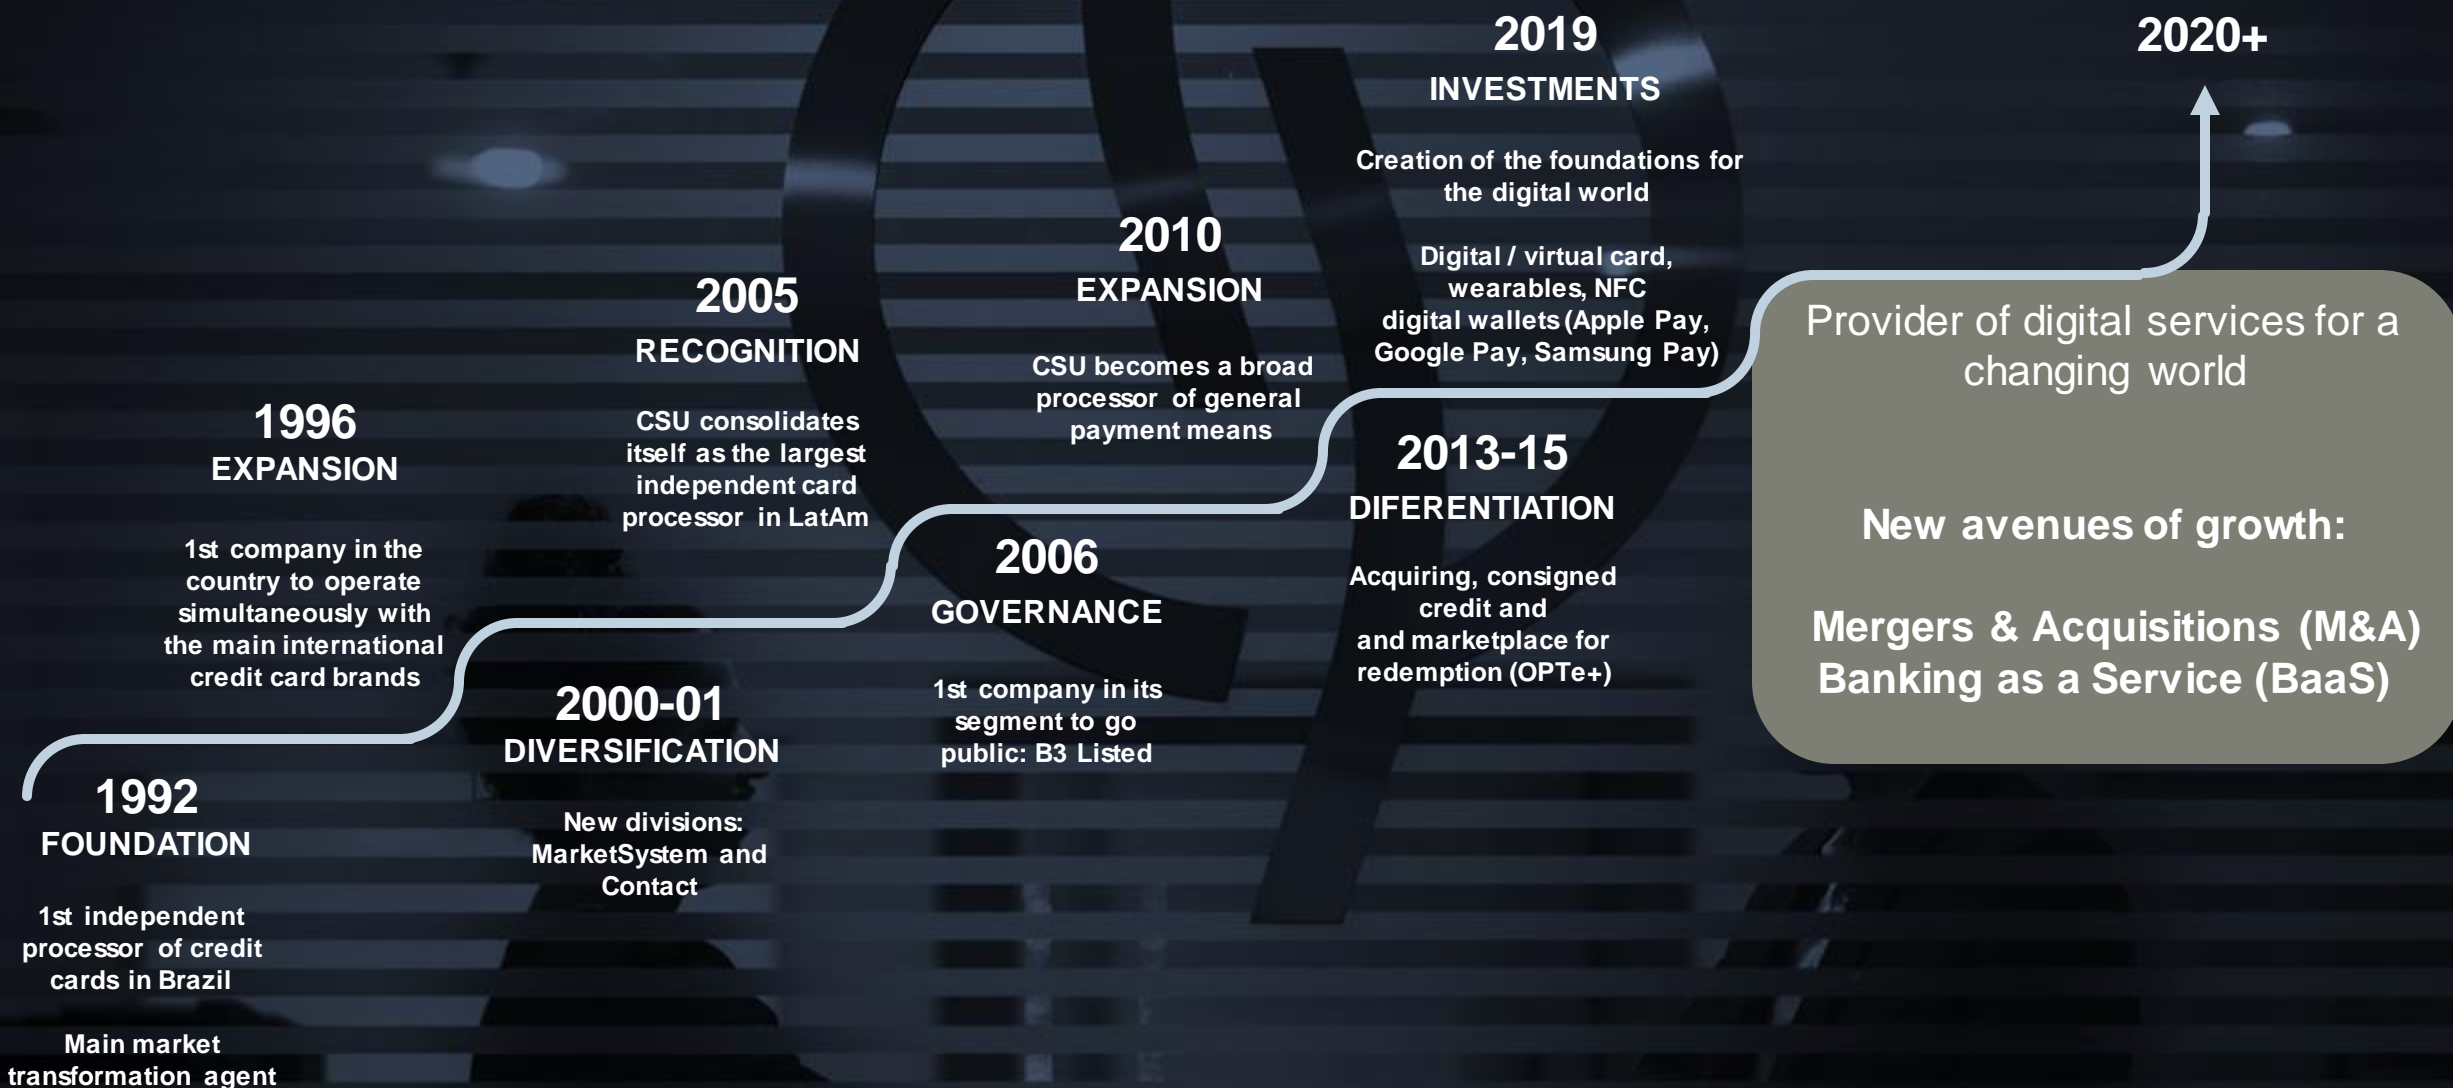 1992
FOUNDATION
1st independent
processor of credit
cards in Brazil
Main market
transformation agent
1996
EXPANSION
1st company in the
country to operate
simultaneously with
the main international
credit card brands
2000-01
DIVERSIFICATION
New divisions:
MarketSystem and
Contact
2005
RECOGNITION
CSU consolidates
itself as the largest
independent card
processor in LatAm
2006
GOVERNANCE
1st company in its
segment to go
public: B3 Listed
2010
EXPANSION
CSU becomes a broad
processor of general
payment means
2013-15
DIFERENTIATION
Acquiring, consigned
credit and
and marketplace for
redemption (OPTe+)
2019
INVESTMENTS
Creation of the foundations for
the digital world
Digital / virtual card,
wearables, NFC
digital wallets (Apple Pay,
Google Pay, Samsung Pay)
2020+
Provider of digital services for a
changing world
New avenues of growth:
Mergers & Acquisitions (M&A)
Banking as a Service (BaaS)